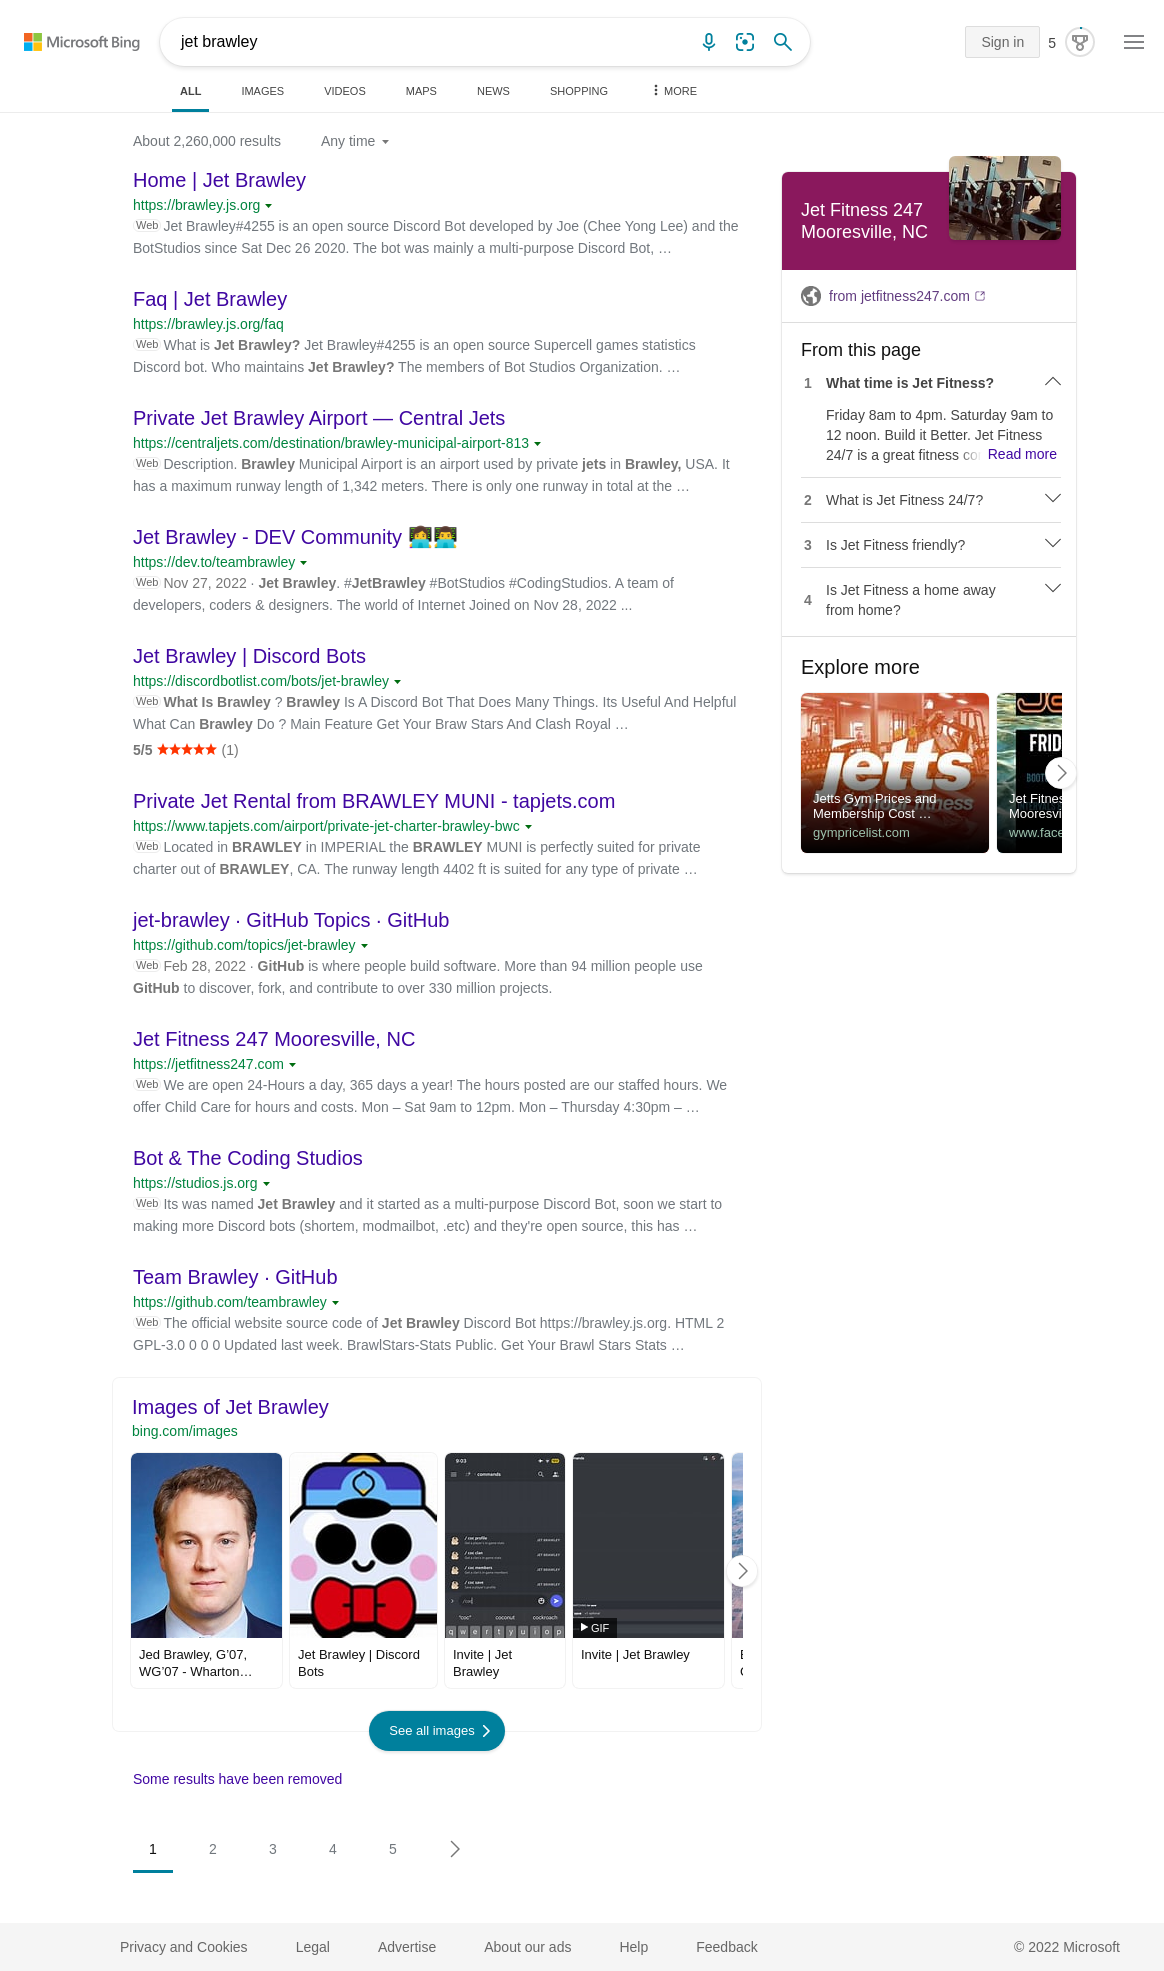 Microsoft Bing
jet brawley
Sign in
5
ALL IMAGES VIDEOS MAPS NEWS SHOPPING MORE
About 2,260,000 results Any time
Home | Jet Brawley
https://brawley.js.org
Web Jet Brawley#4255 is an open source Discord Bot developed by Joe (Chee Yong Lee) and the
BotStudios since Sat Dec 26 2020. The bot was mainly a multi-purpose Discord Bot, …
Faq | Jet Brawley
https://brawley.js.org/faq
Web What is Jet Brawley? Jet Brawley#4255 is an open source Supercell games statistics
Discord bot. Who maintains Jet Brawley? The members of Bot Studios Organization. …
Private Jet Brawley Airport — Central Jets
https://centraljets.com/destination/brawley-municipal-airport-813
Web Description. Brawley Municipal Airport is an airport used by private jets in Brawley, USA. It
has a maximum runway length of 1,342 meters. There is only one runway in total at the …
Jet Brawley - DEV Community 👩‍💻👨‍💻
https://dev.to/teambrawley
Web Nov 27, 2022 · Jet Brawley. #JetBrawley #BotStudios #CodingStudios. A team of
developers, coders & designers. The world of Internet Joined on Nov 28, 2022 ...
Jet Brawley | Discord Bots
https://discordbotlist.com/bots/jet-brawley
Web What Is Brawley ? Brawley Is A Discord Bot That Does Many Things. Its Useful And Helpful
What Can Brawley Do ? Main Feature Get Your Braw Stars And Clash Royal …
5/5 ★★★★★ (1)
Private Jet Rental from BRAWLEY MUNI - tapjets.com
https://www.tapjets.com/airport/private-jet-charter-brawley-bwc
Web Located in BRAWLEY in IMPERIAL the BRAWLEY MUNI is perfectly suited for private
charter out of BRAWLEY, CA. The runway length 4402 ft is suited for any type of private …
jet-brawley · GitHub Topics · GitHub
https://github.com/topics/jet-brawley
Web Feb 28, 2022 · GitHub is where people build software. More than 94 million people use
GitHub to discover, fork, and contribute to over 330 million projects.
Jet Fitness 247 Mooresville, NC
https://jetfitness247.com
Web We are open 24-Hours a day, 365 days a year! The hours posted are our staffed hours. We
offer Child Care for hours and costs. Mon – Sat 9am to 12pm. Mon – Thursday 4:30pm – …
Bot & The Coding Studios
https://studios.js.org
Web Its was named Jet Brawley and it started as a multi-purpose Discord Bot, soon we start to
making more Discord bots (shortem, modmailbot, .etc) and they're open source, this has …
Team Brawley · GitHub
https://github.com/teambrawley
Web The official website source code of Jet Brawley Discord Bot https://brawley.js.org. HTML 2
GPL-3.0 0 0 0 Updated last week. BrawlStars-Stats Public. Get Your Brawl Stars Stats …
Images of Jet Brawley
bing.com/images
9:03
commands
/ coc profile
JET BRAWLEY
/ coc clan
JET BRAWLEY
/ coc members
JET BRAWLEY
/ coc save
JET BRAWLEY
/coc
"coc" coconut cockroach
q w e r t y u i o p
GIF
Jed Brawley, G'07,
WG'07 - Wharton…
Jet Brawley | Discord
Bots
Invite | Jet
Brawley
Invite | Jet Brawley
See all images
Some results have been removed
1 2 3 4 5
Jet Fitness 247
Mooresville, NC
from jetfitness247.com
From this page
1 What time is Jet Fitness?
Friday 8am to 4pm. Saturday 9am to
12 noon. Build it Better. Jet Fitness
24/7 is a great fitness co Read more
2 What is Jet Fitness 24/7?
3 Is Jet Fitness friendly?
4 Is Jet Fitness a home away
from home?
Explore more
jetts
24 hour fitness
Jetts Gym Prices and
Membership Cost …
gympricelist.com
FRID
BOOT
Jet Fitnes
Mooresvi
www.face
Privacy and Cookies Legal Advertise About our ads Help Feedback © 2022 Microsoft